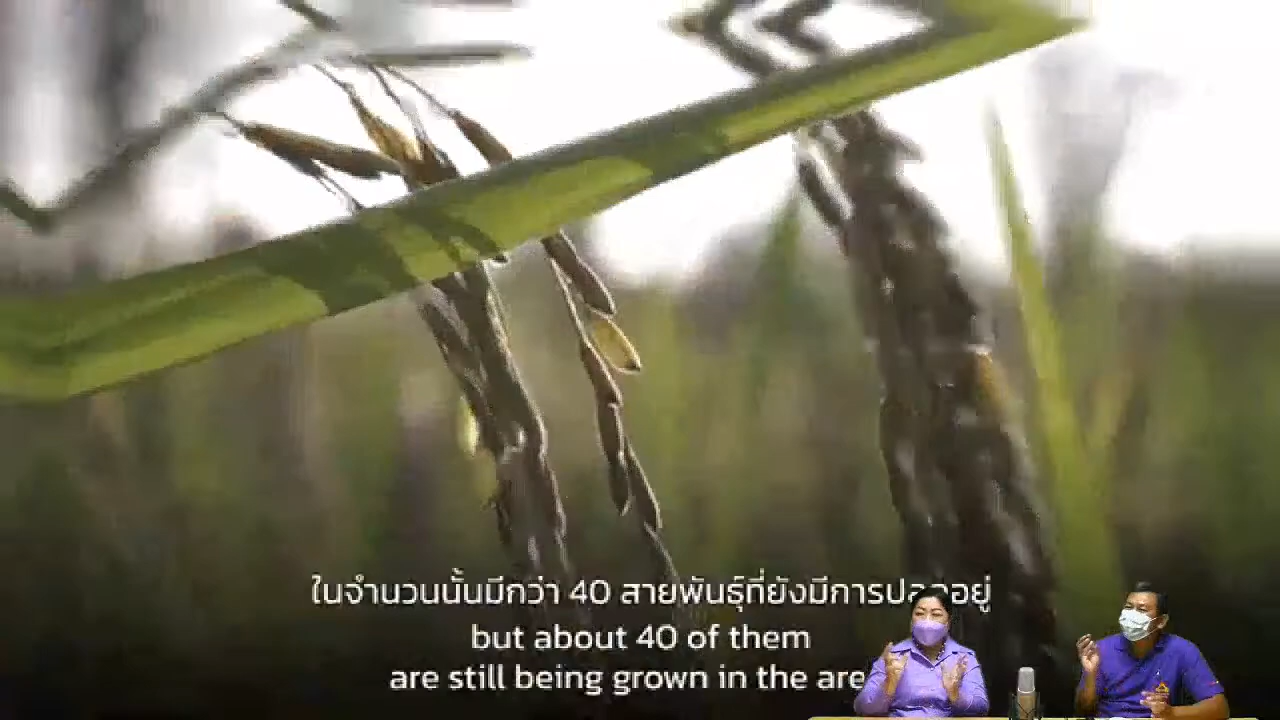 ในจำนวนนั้นมีกว่า 40 สายพันธุ์ที่ยังมีการปลูกอยู่
but about 40 of them
are still being grown in the are